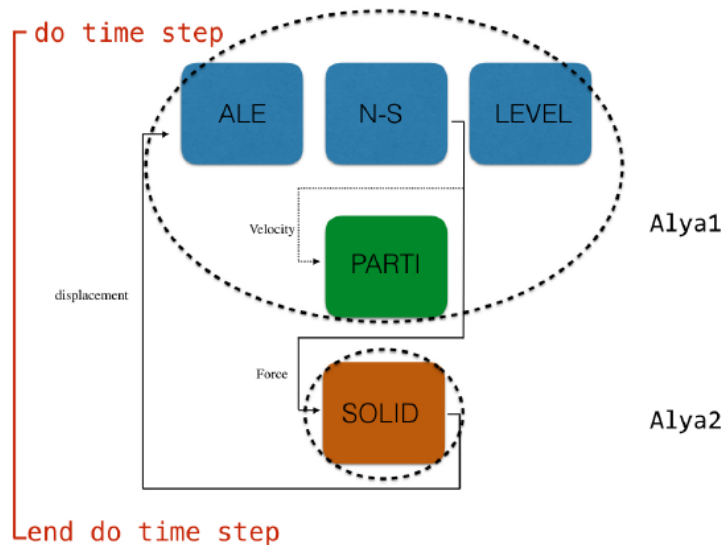 do time step
ALE
N-S
LEVEL
Alya1
Velocity
PARTI
displacement
Force
SOLID
Alya2
end do time step